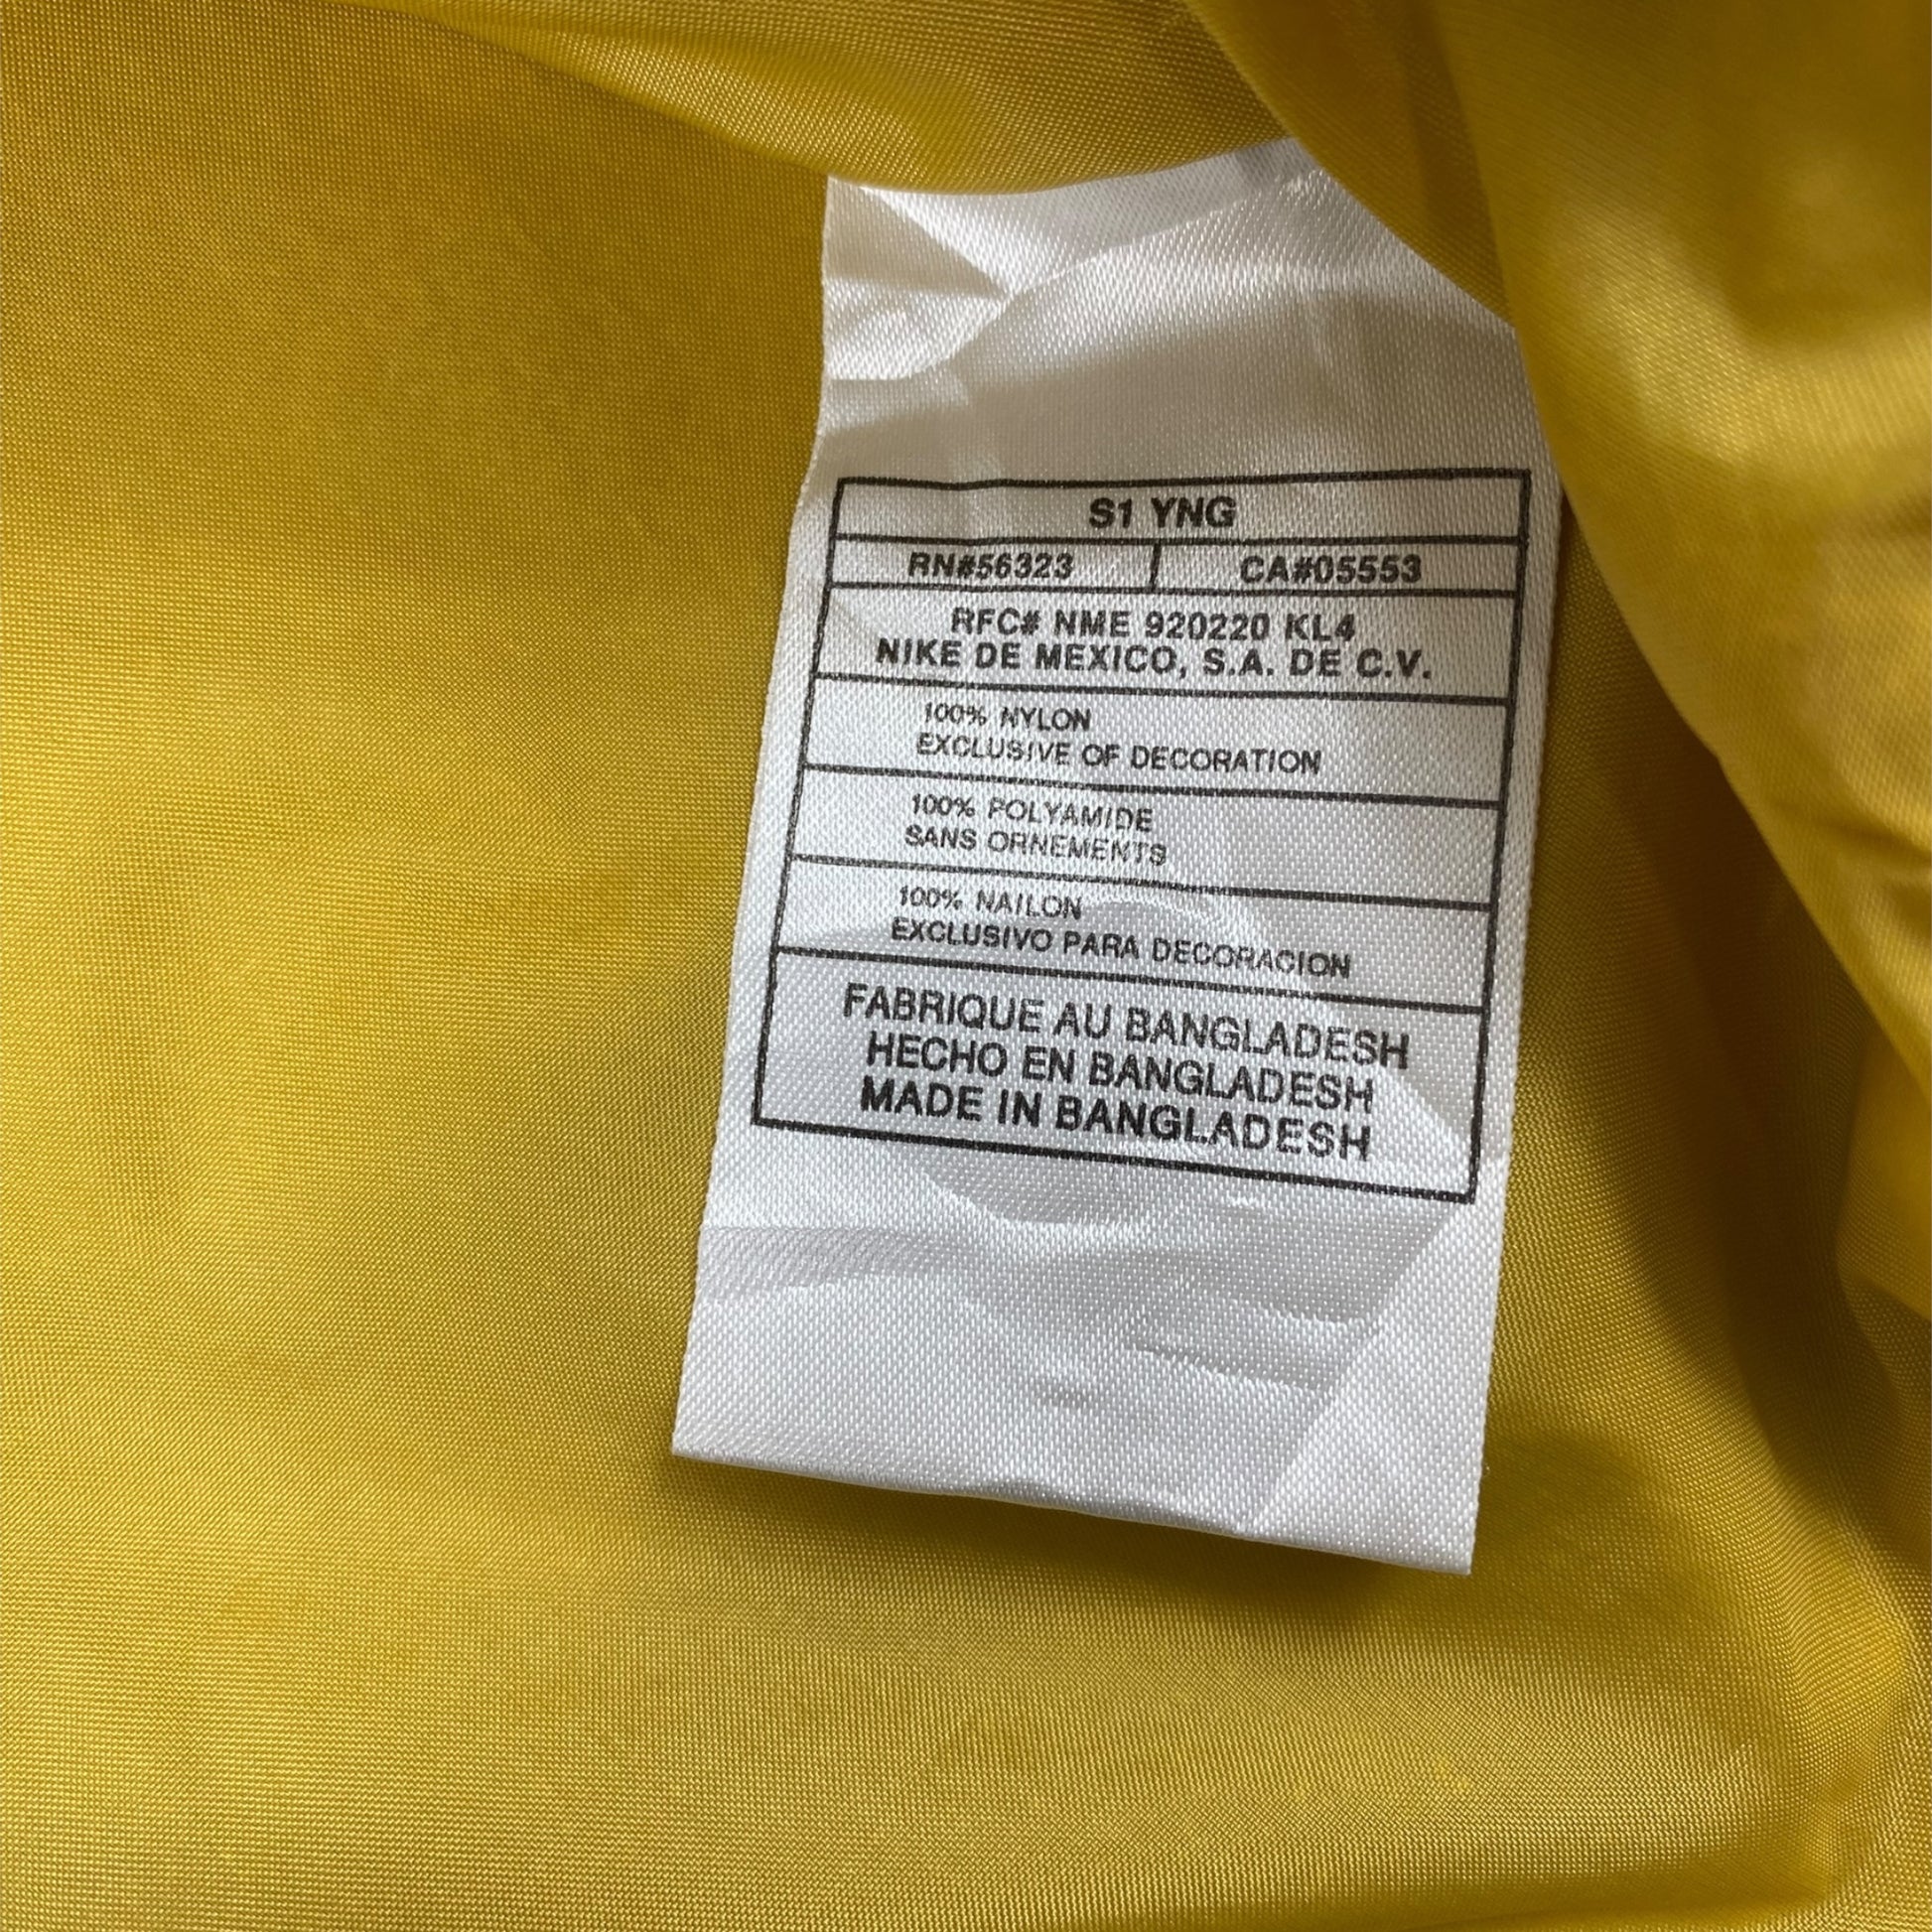 S1 YNG
RN#56323 CA#05553
RFC# NME 920220 KL4
NIKE DE MEXICO, S.A. DE C.V.
100% NYLON
EXCLUSIVE OF DECORATION
100% POLYAMIDE
SANS ORNEMENTS
100% NAILON
EXCLUSIVO PARA DECORACION
FABRIQUE AU BANGLADESH
HECHO EN BANGLADESH
MADE IN BANGLADESH